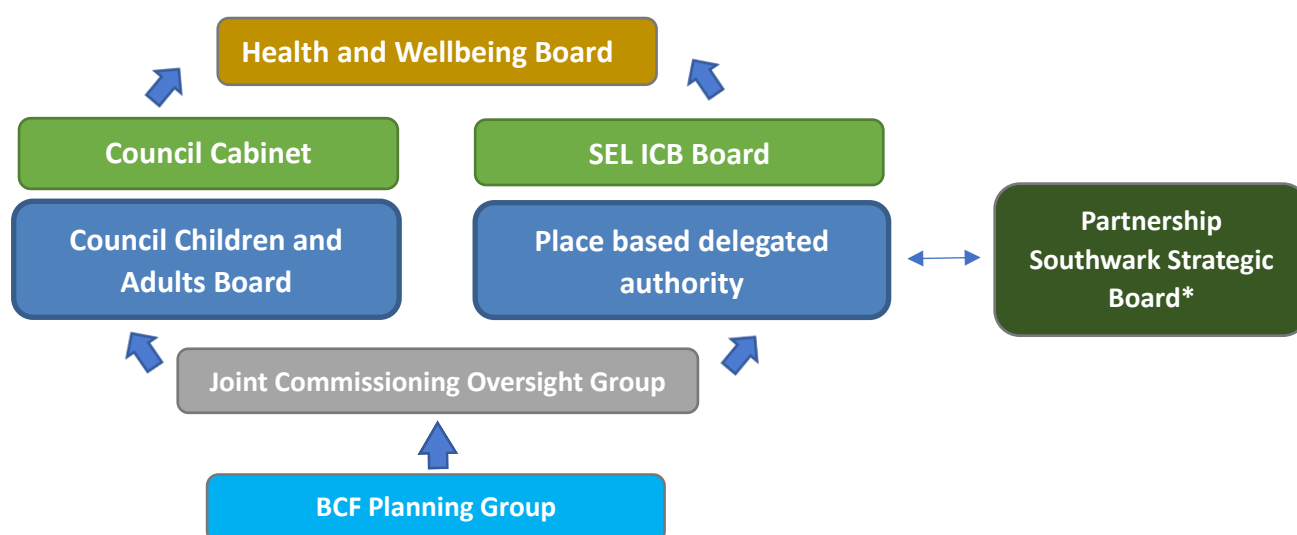 Health and Wellbeing Board
Council Cabinet
SEL ICB Board
Council Children and
Adults Board
Place based delegated
authority
Partnership
Southwark Strategic
Board*
Joint Commissioning Oversight Group
BCF Planning Group